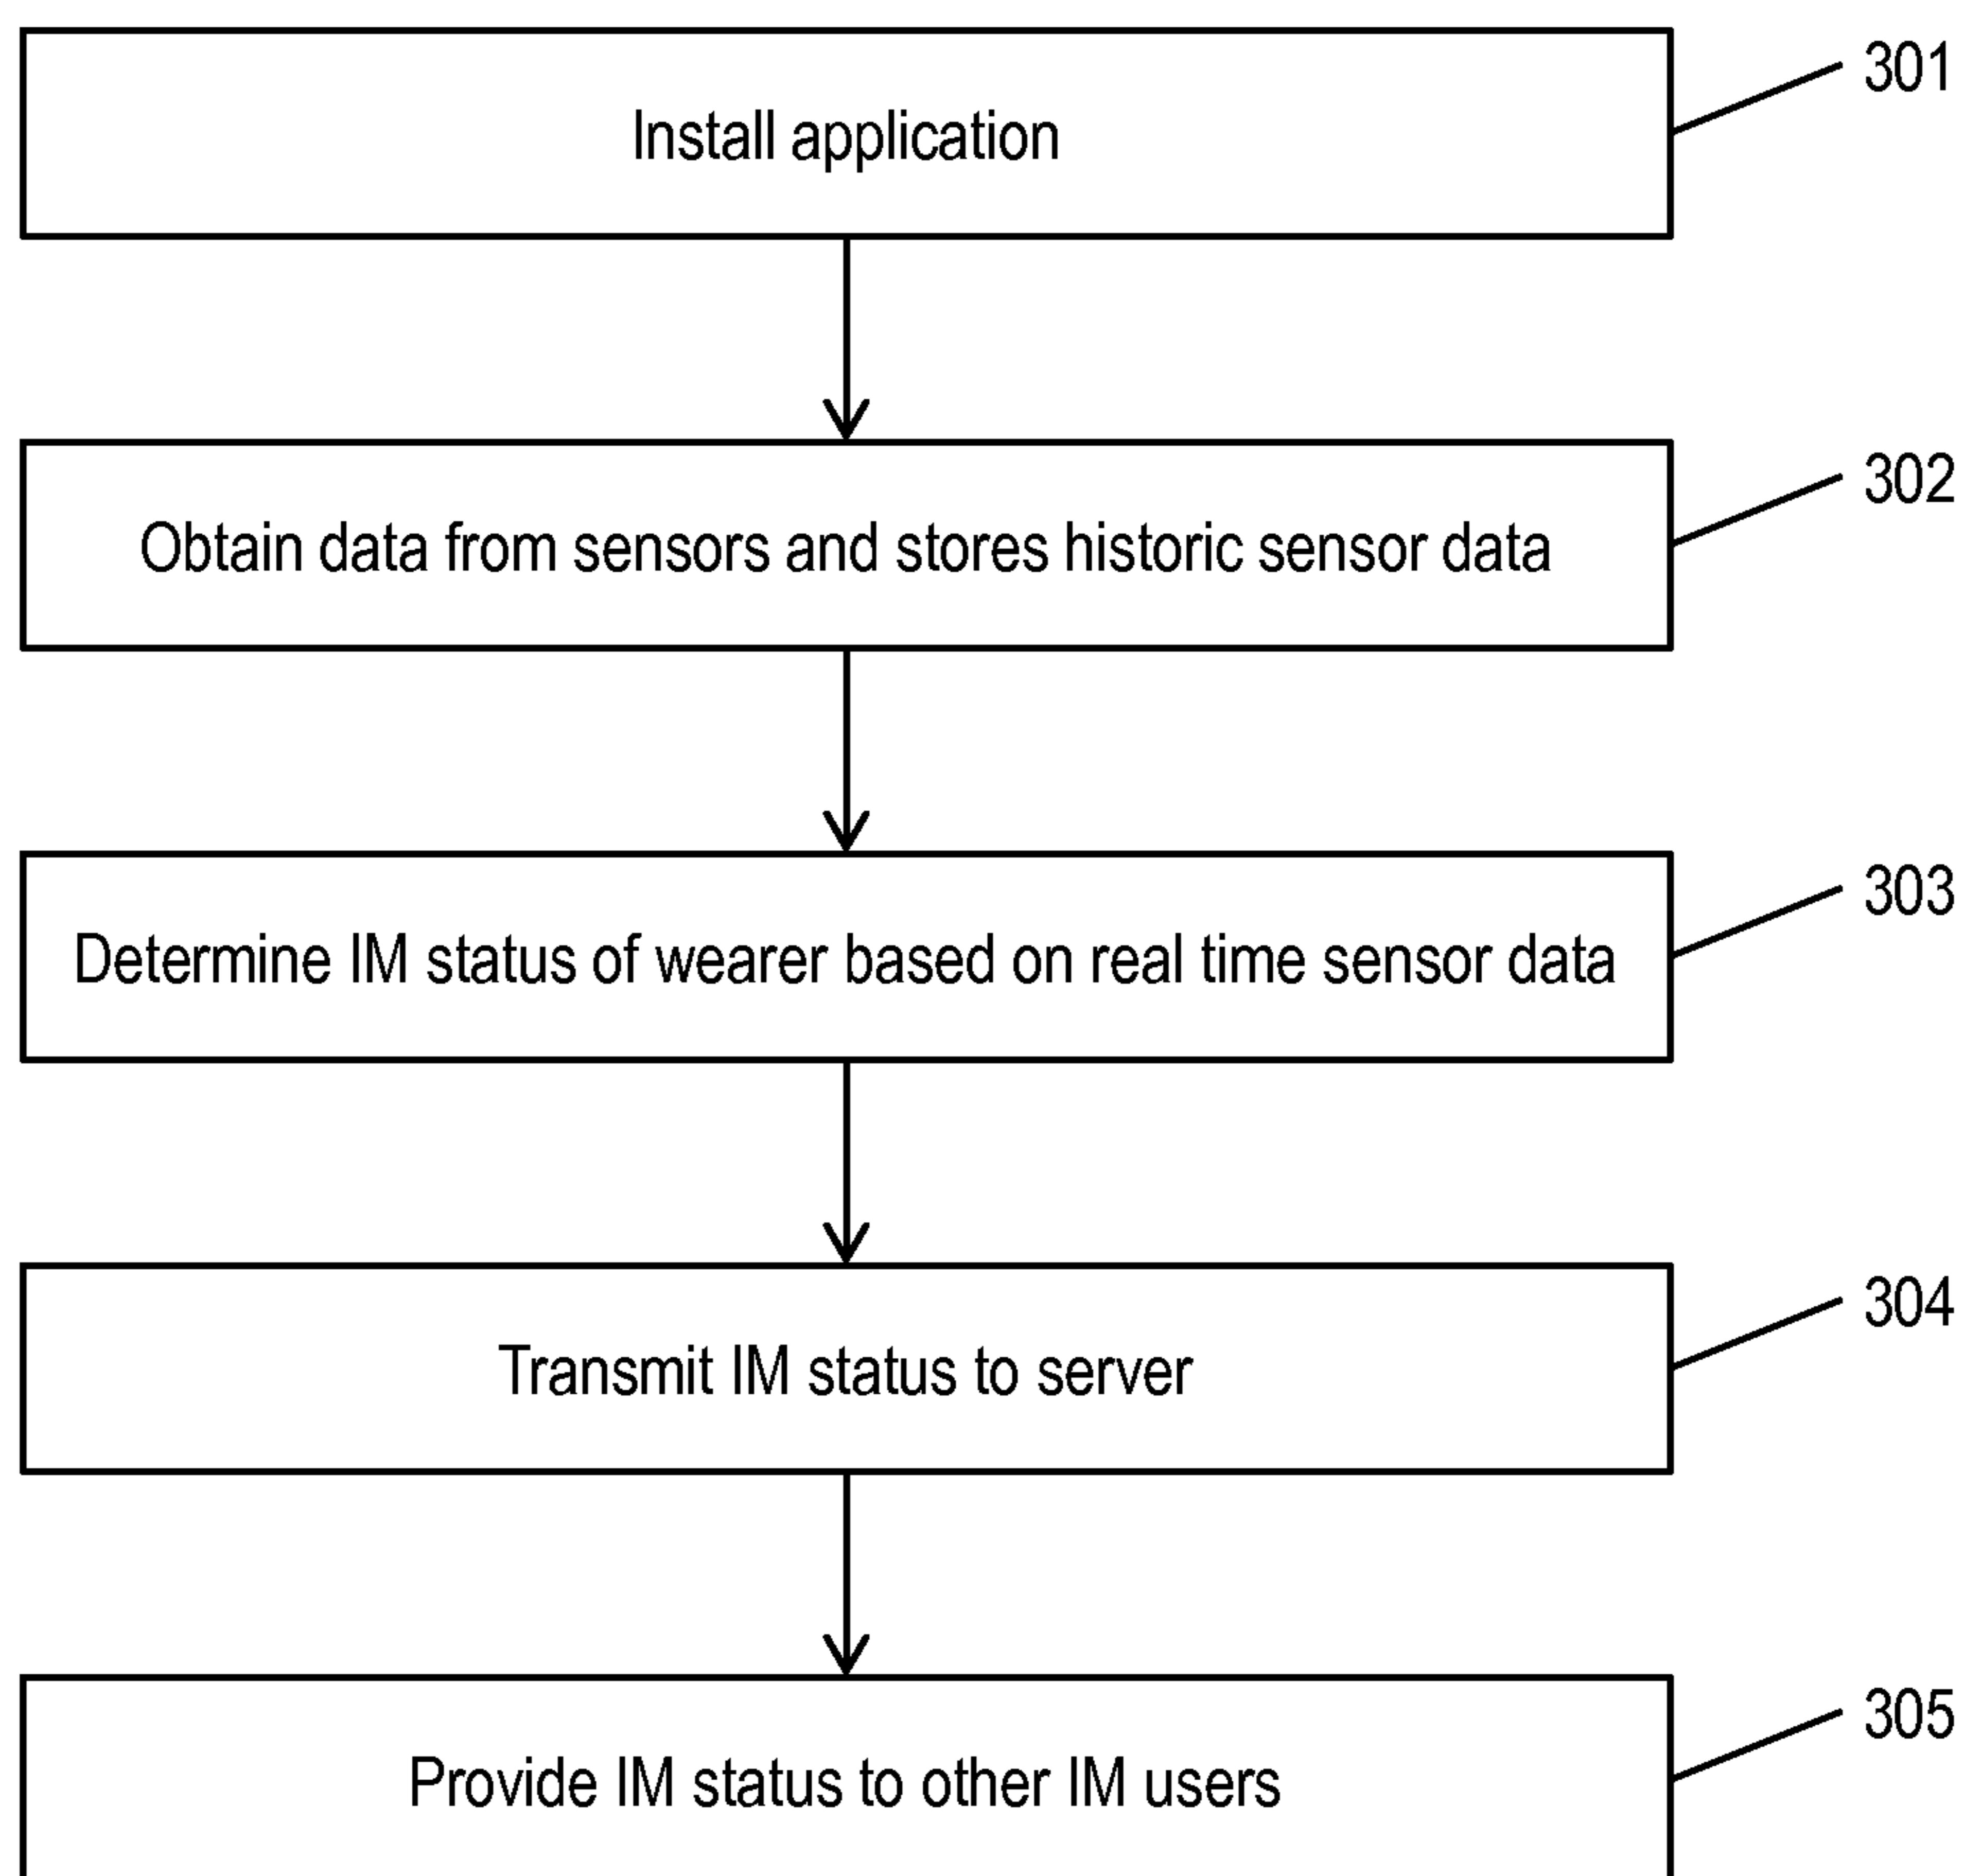 Install application
301
Obtain data from sensors and stores historic sensor data
302
Determine IM status of wearer based on real time sensor data
303
Transmit IM status to server
304
Provide IM status to other IM users
305